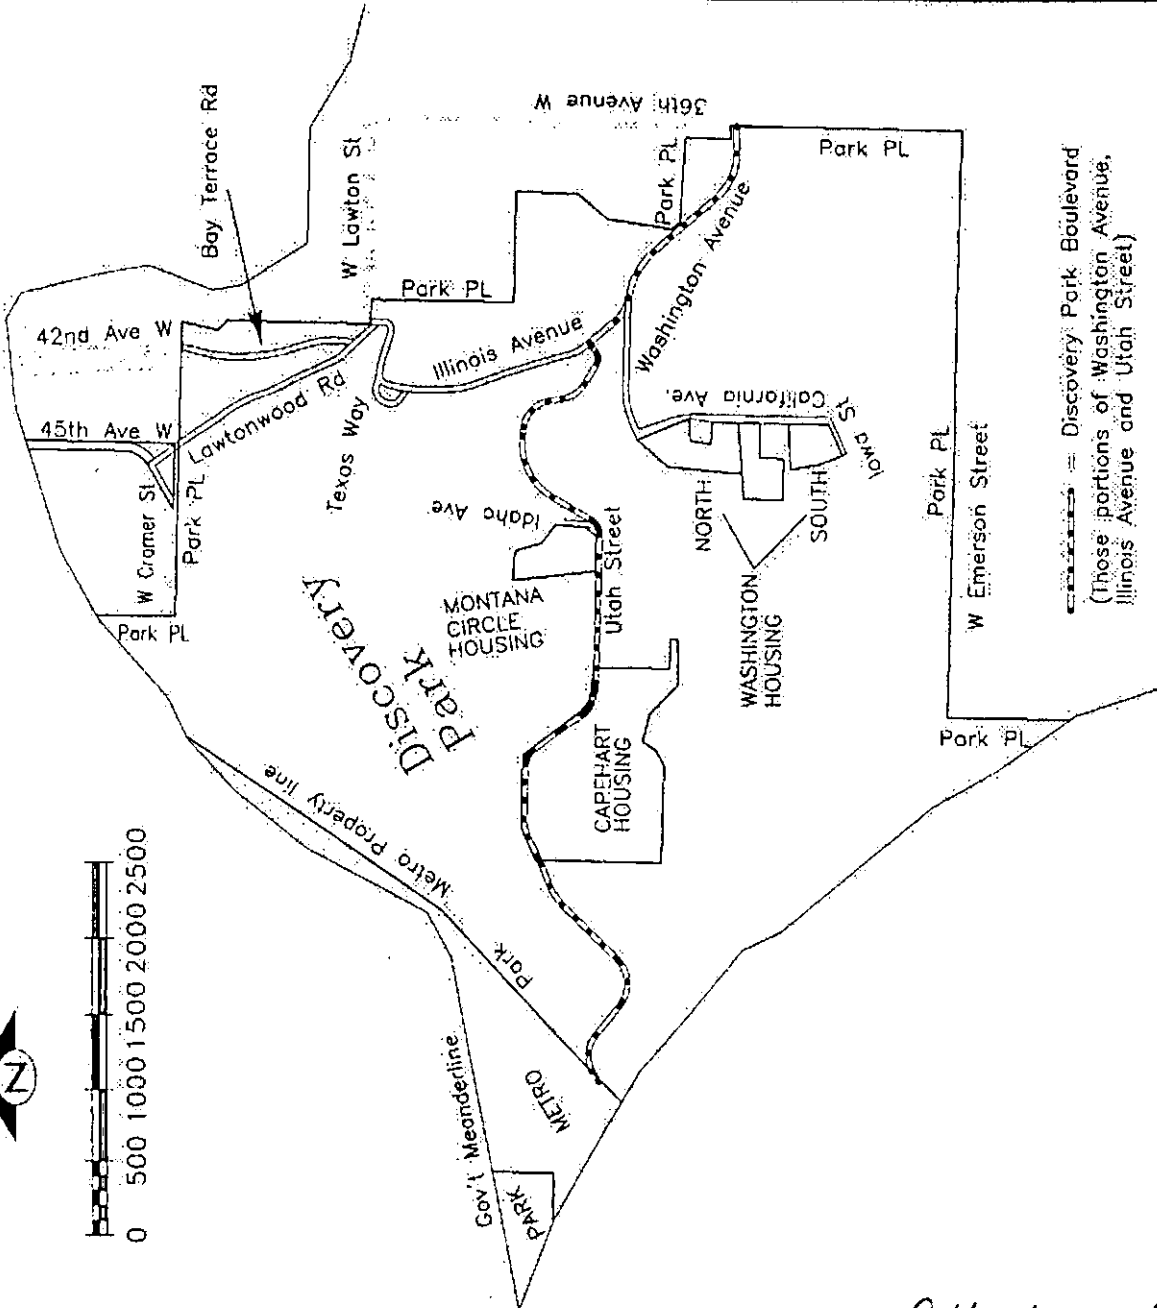 N
0 500 1000 1500 2000 2500
Bay Terrace Rd
42nd Ave W
45th Ave W
W Cramer St
Park PL
Park PL
Lawtonwood Rd
Texas Way
W Lawton St
Park PL
36th Avenue W
Park PL
Park PL
Illinois Avenue
Washington Avenue
California Ave.
Iowa St
Idaho Ave
Utah Street
Discovery
Park
MONTANA
CIRCLE
HOUSING
NORTH
SOUTH
WASHINGTON
HOUSING
CAPEHART
HOUSING
Metro Property line
Park
METRO
PARK
Gov't Meanderline
Park PL
W Emerson Street
Park PL
= Discovery Park Boulevard
(Those portions of Washington Avenue,
Illinois Avenue and Utah Street)